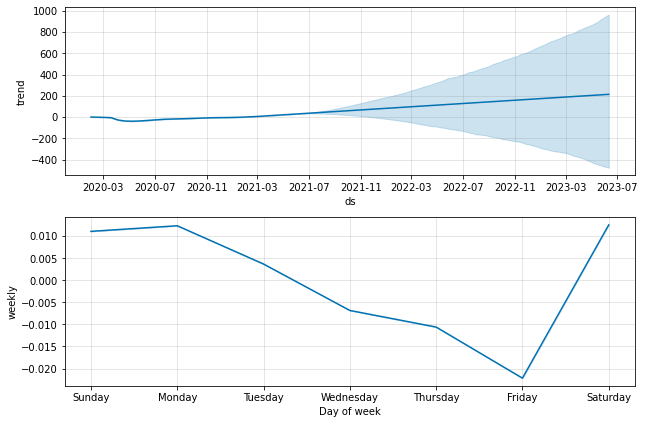 1000
800
600
400
200
0
−200
−400
trend
2020-03 2020-07 2020-11 2021-03 2021-07 2021-11 2022-03 2022-07 2022-11 2023-03 2023-07
ds
0.010
0.005
0.000
−0.005
−0.010
−0.015
−0.020
weekly
Sunday Monday Tuesday Wednesday Thursday Friday Saturday
Day of week